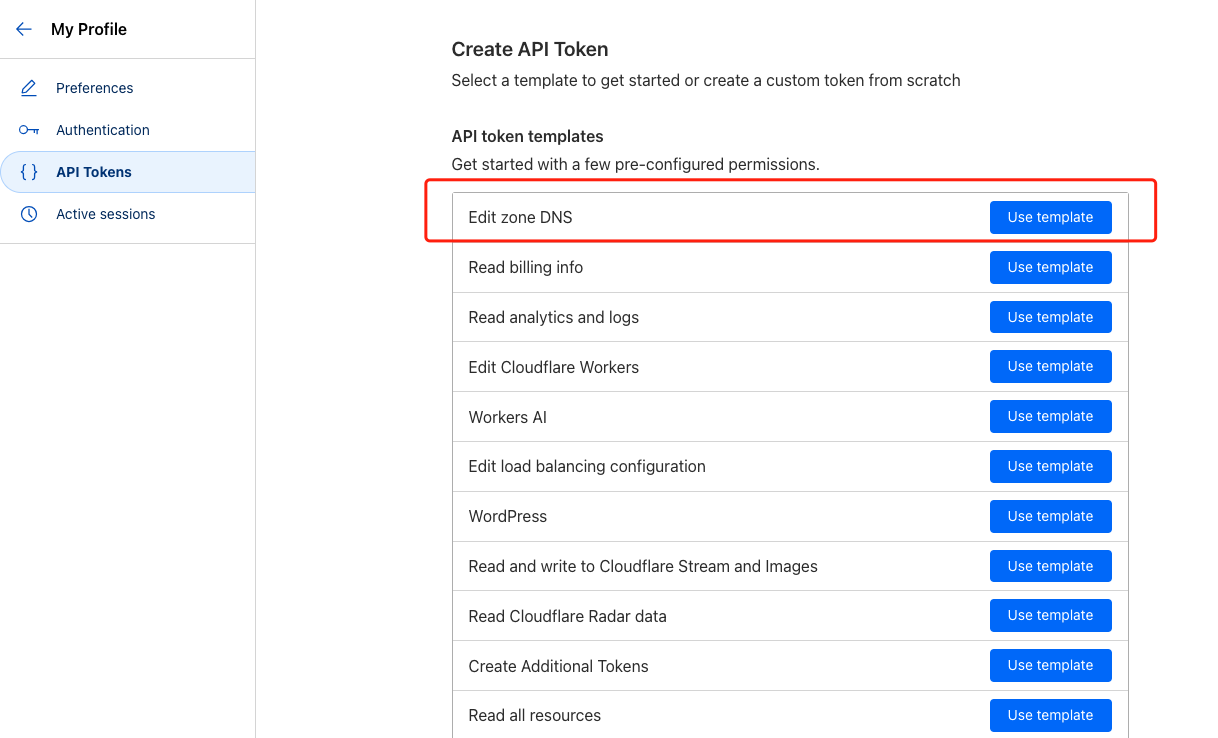 My Profile
Preferences
Authentication
API Tokens
Active sessions
Create API Token
Select a template to get started or create a custom token from scratch
API token templates
Get started with a few pre-configured permissions.
Edit zone DNS Use template
Read billing info Use template
Read analytics and logs Use template
Edit Cloudflare Workers Use template
Workers AI Use template
Edit load balancing configuration Use template
WordPress Use template
Read and write to Cloudflare Stream and Images Use template
Read Cloudflare Radar data Use template
Create Additional Tokens Use template
Read all resources Use template